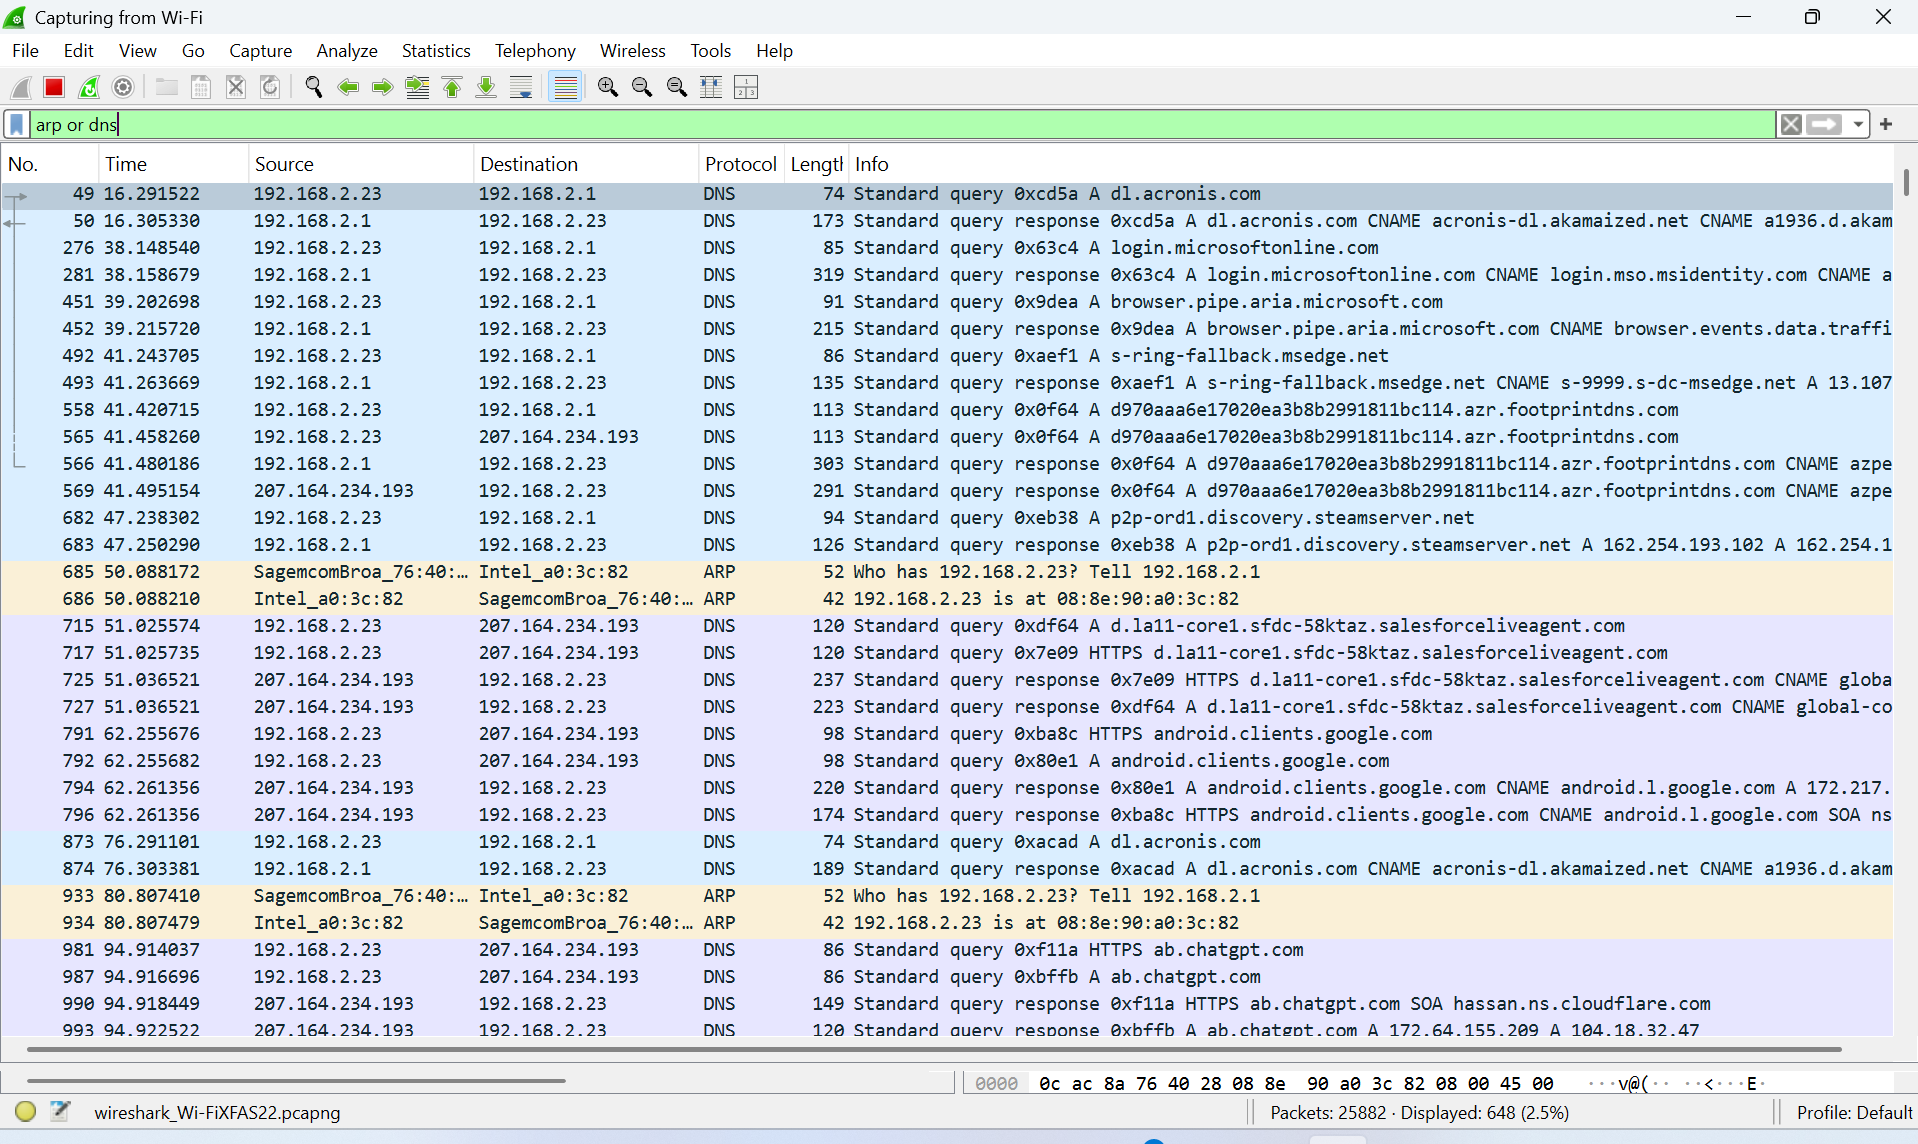 Capturing from Wi-Fi
File Edit View Go Capture Analyze Statistics Telephony Wireless Tools Help
arp or dns
No. Time Source Destination Protocol Length Info
49 16.291522 192.168.2.23 192.168.2.1 DNS 74 Standard query 0xcd5a A dl.acronis.com
50 16.305330 192.168.2.1 192.168.2.23 DNS 173 Standard query response 0xcd5a A dl.acronis.com CNAME acronis-dl.akamaized.net CNAME a1936.d.akam
276 38.148540 192.168.2.23 192.168.2.1 DNS 85 Standard query 0x63c4 A login.microsoftonline.com
281 38.158679 192.168.2.1 192.168.2.23 DNS 319 Standard query response 0x63c4 A login.microsoftonline.com CNAME login.mso.msidentity.com CNAME a
451 39.202698 192.168.2.23 192.168.2.1 DNS 91 Standard query 0x9dea A browser.pipe.aria.microsoft.com
452 39.215720 192.168.2.1 192.168.2.23 DNS 215 Standard query response 0x9dea A browser.pipe.aria.microsoft.com CNAME browser.events.data.traffi
492 41.243705 192.168.2.23 192.168.2.1 DNS 86 Standard query 0xaef1 A s-ring-fallback.msedge.net
493 41.263669 192.168.2.1 192.168.2.23 DNS 135 Standard query response 0xaef1 A s-ring-fallback.msedge.net CNAME s-9999.s-dc-msedge.net A 13.107
558 41.420715 192.168.2.23 192.168.2.1 DNS 113 Standard query 0x0f64 A d970aaa6e17020ea3b8b2991811bc114.azr.footprintdns.com
565 41.458260 192.168.2.23 207.164.234.193 DNS 113 Standard query 0x0f64 A d970aaa6e17020ea3b8b2991811bc114.azr.footprintdns.com
566 41.480186 192.168.2.1 192.168.2.23 DNS 303 Standard query response 0x0f64 A d970aaa6e17020ea3b8b2991811bc114.azr.footprintdns.com CNAME azpe
569 41.495154 207.164.234.193 192.168.2.23 DNS 291 Standard query response 0x0f64 A d970aaa6e17020ea3b8b2991811bc114.azr.footprintdns.com CNAME azpe
682 47.238302 192.168.2.23 192.168.2.1 DNS 94 Standard query 0xeb38 A p2p-ord1.discovery.steamserver.net
683 47.250290 192.168.2.1 192.168.2.23 DNS 126 Standard query response 0xeb38 A p2p-ord1.discovery.steamserver.net A 162.254.193.102 A 162.254.1
685 50.088172 SagemcomBroa_76:40:… Intel_a0:3c:82 ARP 52 Who has 192.168.2.23? Tell 192.168.2.1
686 50.088210 Intel_a0:3c:82 SagemcomBroa_76:40:… ARP 42 192.168.2.23 is at 08:8e:90:a0:3c:82
715 51.025574 192.168.2.23 207.164.234.193 DNS 120 Standard query 0xdf64 A d.la11-core1.sfdc-58ktaz.salesforceliveagent.com
717 51.025735 192.168.2.23 207.164.234.193 DNS 120 Standard query 0x7e09 HTTPS d.la11-core1.sfdc-58ktaz.salesforceliveagent.com
725 51.036521 207.164.234.193 192.168.2.23 DNS 237 Standard query response 0x7e09 HTTPS d.la11-core1.sfdc-58ktaz.salesforceliveagent.com CNAME globa
727 51.036521 207.164.234.193 192.168.2.23 DNS 223 Standard query response 0xdf64 A d.la11-core1.sfdc-58ktaz.salesforceliveagent.com CNAME global-co
791 62.255676 192.168.2.23 207.164.234.193 DNS 98 Standard query 0xba8c HTTPS android.clients.google.com
792 62.255682 192.168.2.23 207.164.234.193 DNS 98 Standard query 0x80e1 A android.clients.google.com
794 62.261356 207.164.234.193 192.168.2.23 DNS 220 Standard query response 0x80e1 A android.clients.google.com CNAME android.l.google.com A 172.217.
796 62.261356 207.164.234.193 192.168.2.23 DNS 174 Standard query response 0xba8c HTTPS android.clients.google.com CNAME android.l.google.com SOA ns
873 76.291101 192.168.2.23 192.168.2.1 DNS 74 Standard query 0xacad A dl.acronis.com
874 76.303381 192.168.2.1 192.168.2.23 DNS 189 Standard query response 0xacad A dl.acronis.com CNAME acronis-dl.akamaized.net CNAME a1936.d.akam
933 80.807410 SagemcomBroa_76:40:… Intel_a0:3c:82 ARP 52 Who has 192.168.2.23? Tell 192.168.2.1
934 80.807479 Intel_a0:3c:82 SagemcomBroa_76:40:… ARP 42 192.168.2.23 is at 08:8e:90:a0:3c:82
981 94.914037 192.168.2.23 207.164.234.193 DNS 86 Standard query 0xf11a HTTPS ab.chatgpt.com
987 94.916696 192.168.2.23 207.164.234.193 DNS 86 Standard query 0xbffb A ab.chatgpt.com
990 94.918449 207.164.234.193 192.168.2.23 DNS 149 Standard query response 0xf11a HTTPS ab.chatgpt.com SOA hassan.ns.cloudflare.com
993 94.922522 207.164.234.193 192.168.2.23 DNS 120 Standard query response 0xbffb A ab.chatgpt.com A 172.64.155.209 A 104.18.32.47
0000 0c ac 8a 76 40 28 08 8e 90 a0 3c 82 08 00 45 00 ···v@(·· ··<···E·
wireshark_Wi-FiXFAS22.pcapng
Packets: 25882 · Displayed: 648 (2.5%)
Profile: Default